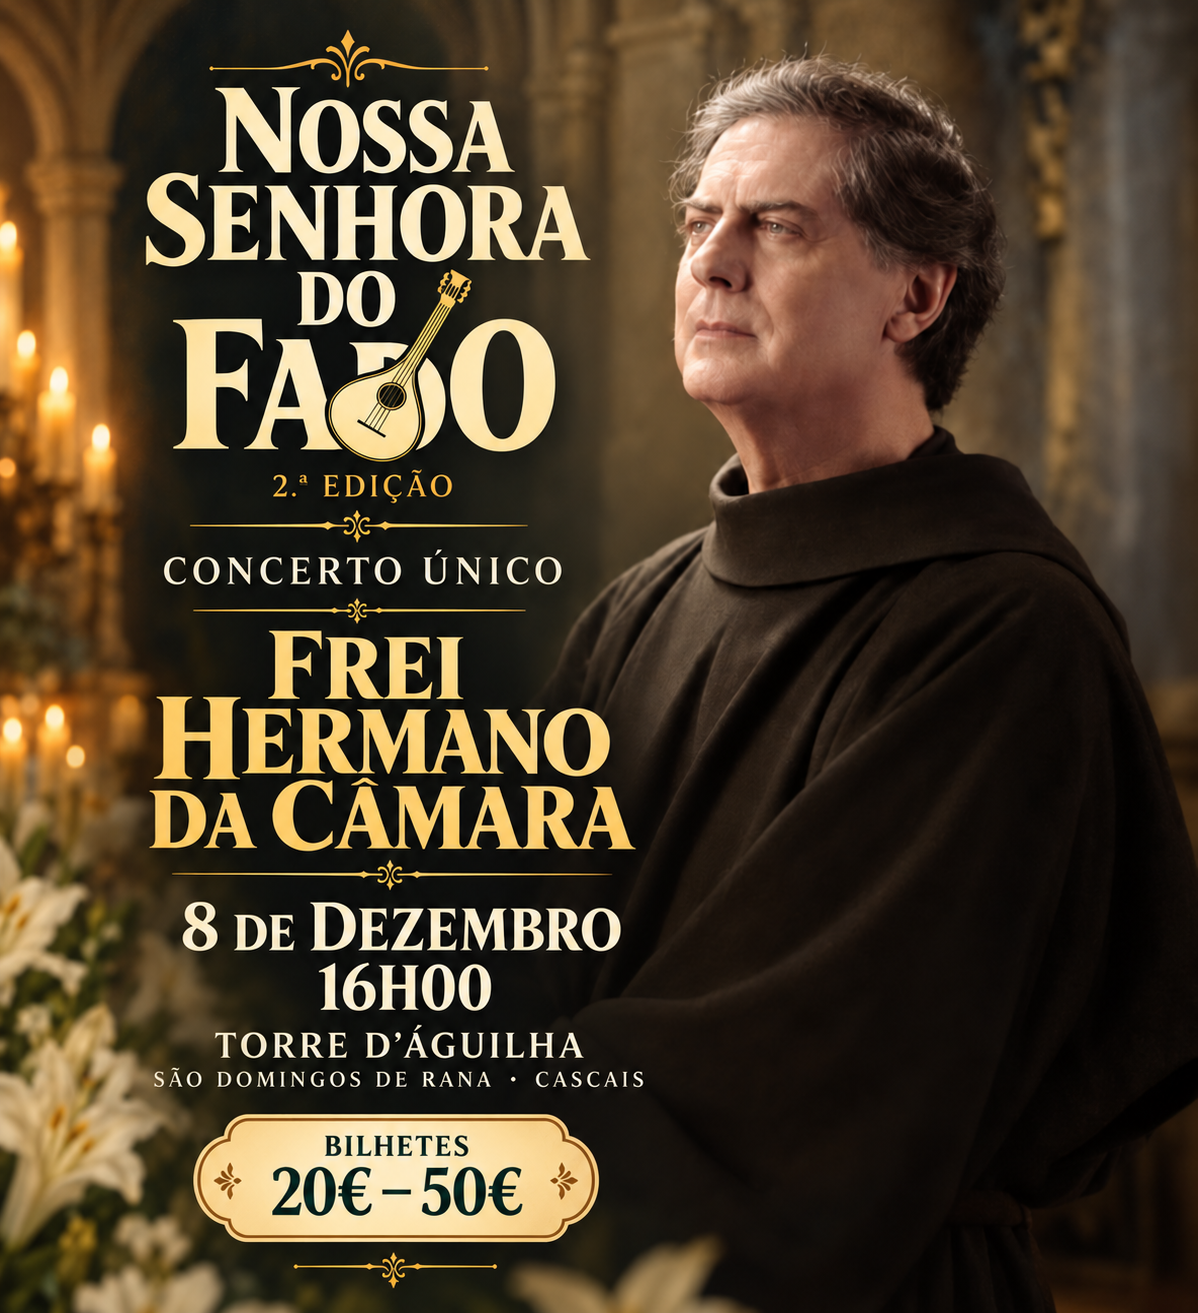 NOSSA
SENHORA
DO
FADO
2.ª EDIÇÃO
CONCERTO ÚNICO
FREI
HERMANO
DA CÂMARA
8 DE DEZEMBRO
16H00
TORRE D'ÁGUILHA
SÃO DOMINGOS DE RANA • CASCAIS
BILHETES
20€ – 50€